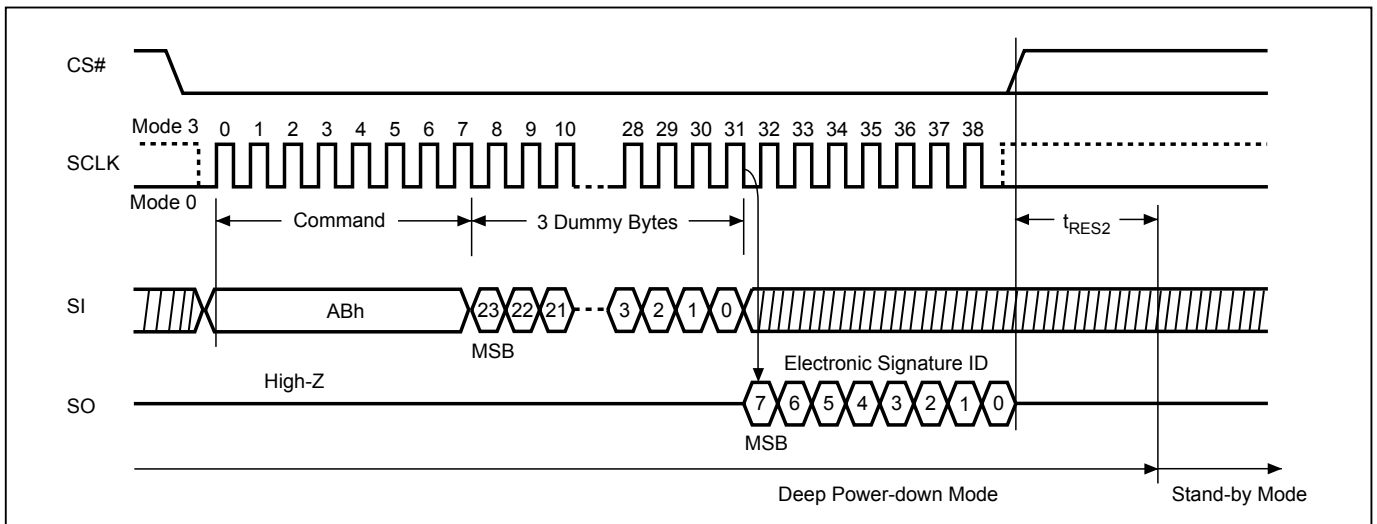 CS#
Mode 3 0 1 2 3 4 5 6 7 8 9 10 28 29 30 31 32 33 34 35 36 37 38
SCLK
Mode 0
Command 3 Dummy Bytes tRES2
SI ABh 23 22 21 3 2 1 0
MSB
High-Z Electronic Signature ID
SO 7 6 5 4 3 2 1 0
MSB
Deep Power-down Mode Stand-by Mode